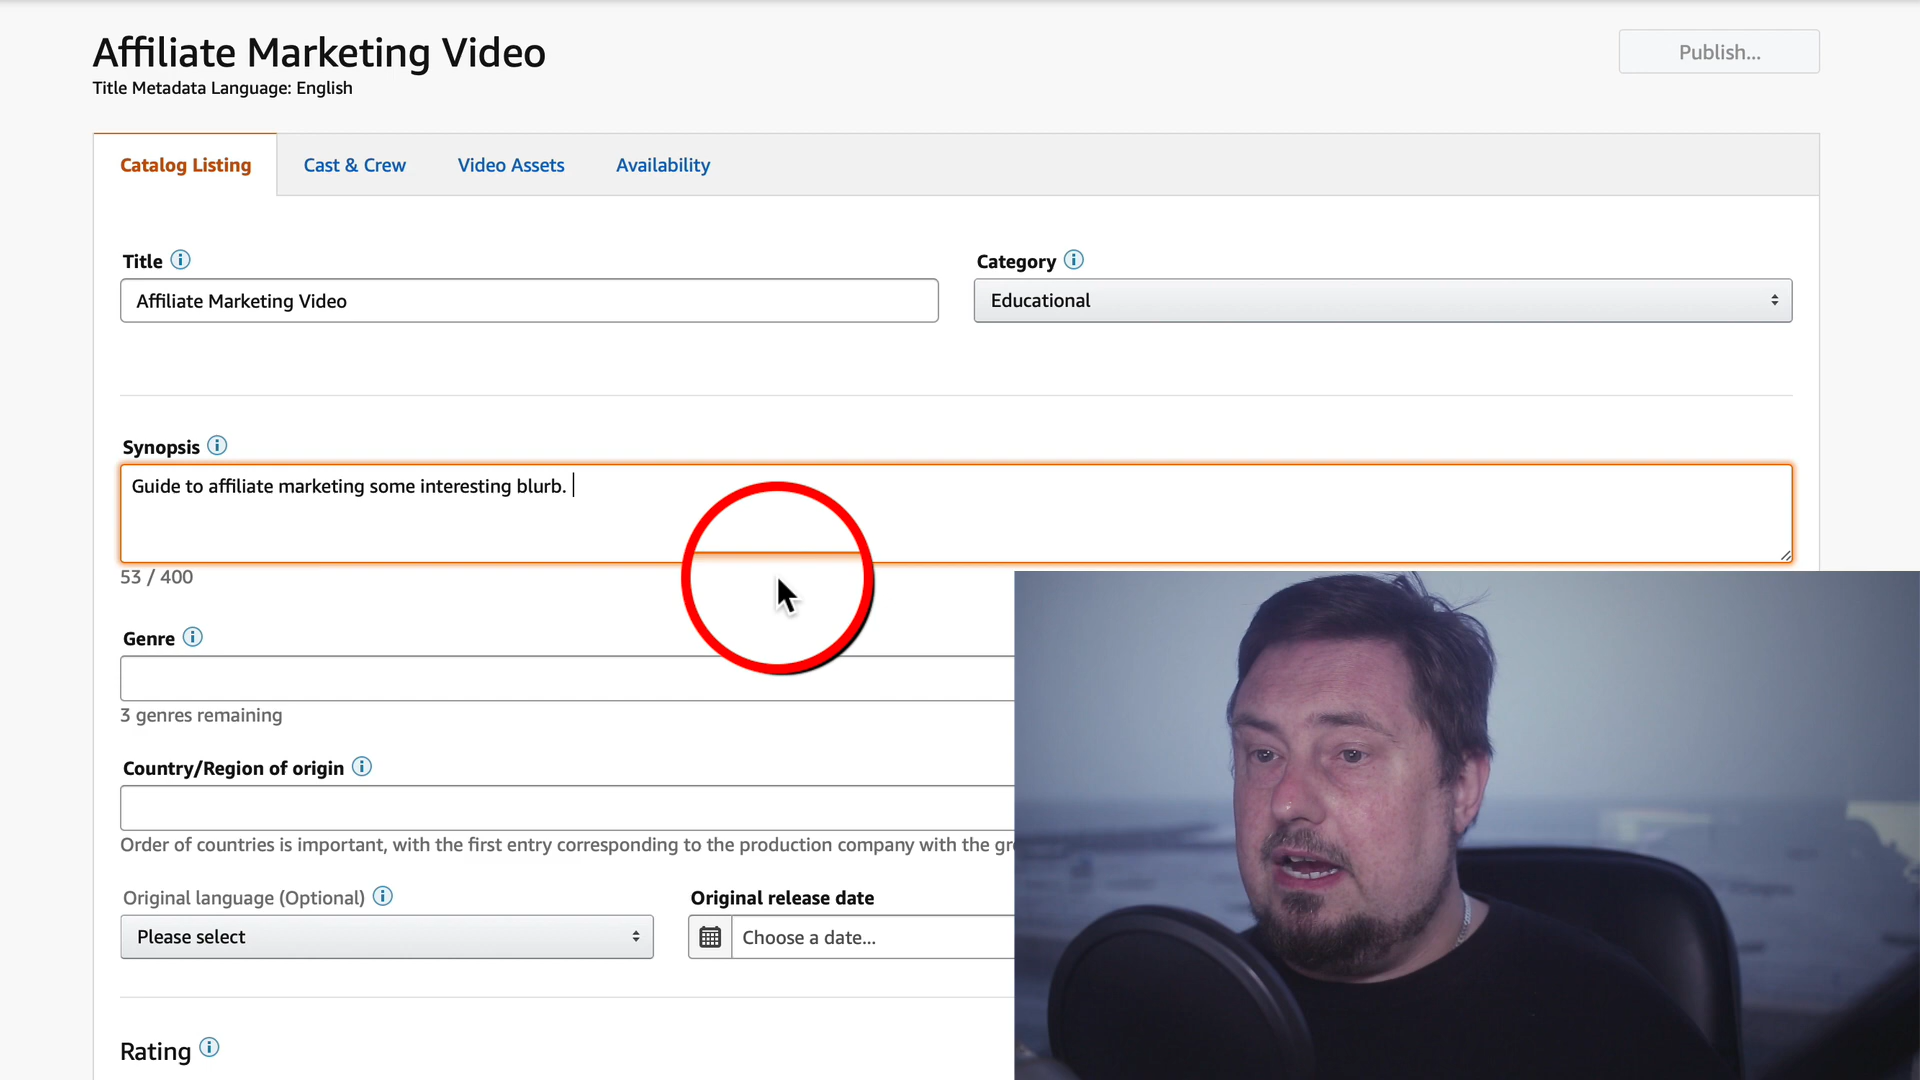 Affiliate Marketing Video
Publish...
Title Metadata Language: English
Catalog Listing
Cast & Crew
Video Assets
Availability
Title
Category
Affiliate Marketing Video
Educational
Synopsis
Guide to affiliate marketing some interesting blurb.
53 / 400
Genre
3 genres remaining
Country/Region of origin
Order of countries is important, with the first entry corresponding to the production company with the
Original language (Optional)
Original release date
Please select
Choose a date...
Rating